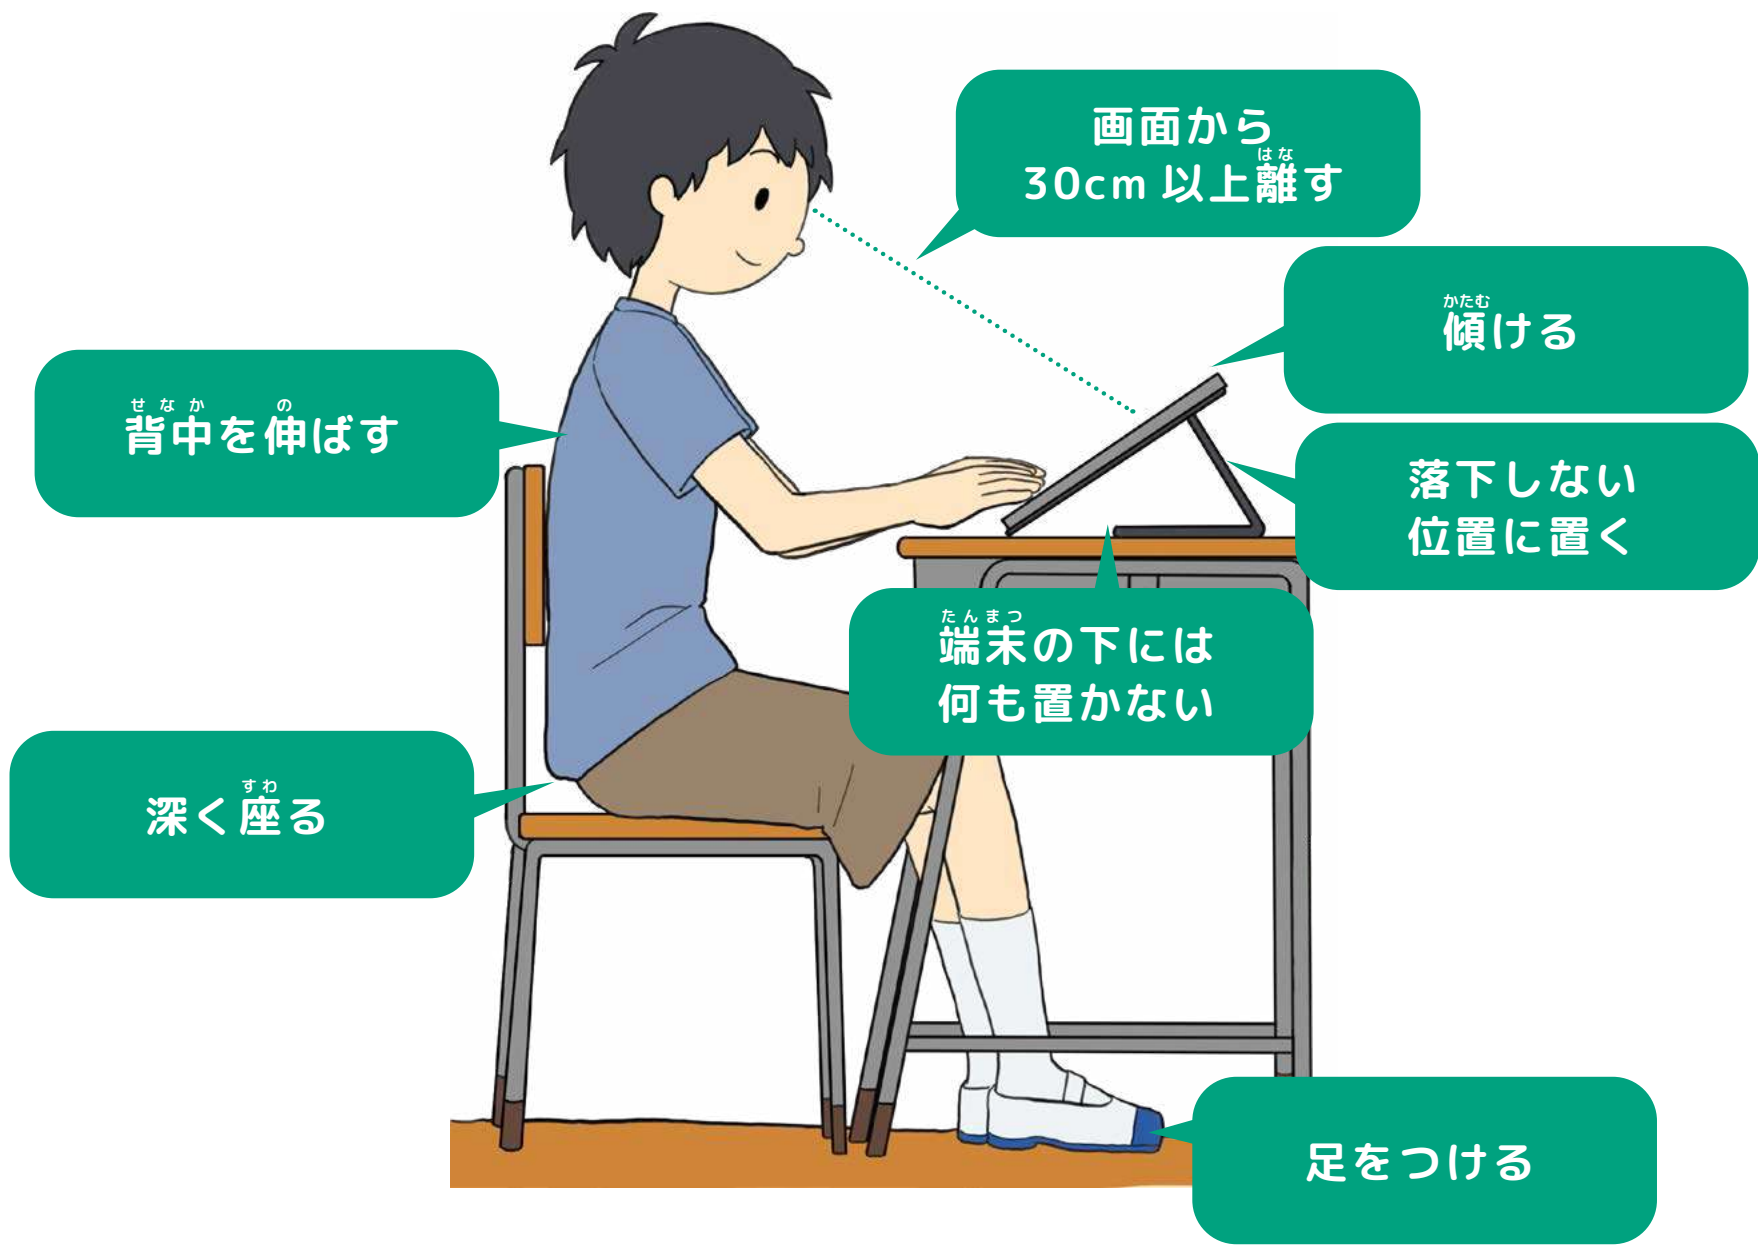 画面から
30cm 以上離す
はな
傾ける
かたむ
背中を伸ばす
せなか
の
落下しない
位置に置く
端末の下には
たんまつ
何も置かない
深く座る
すわ
足をつける